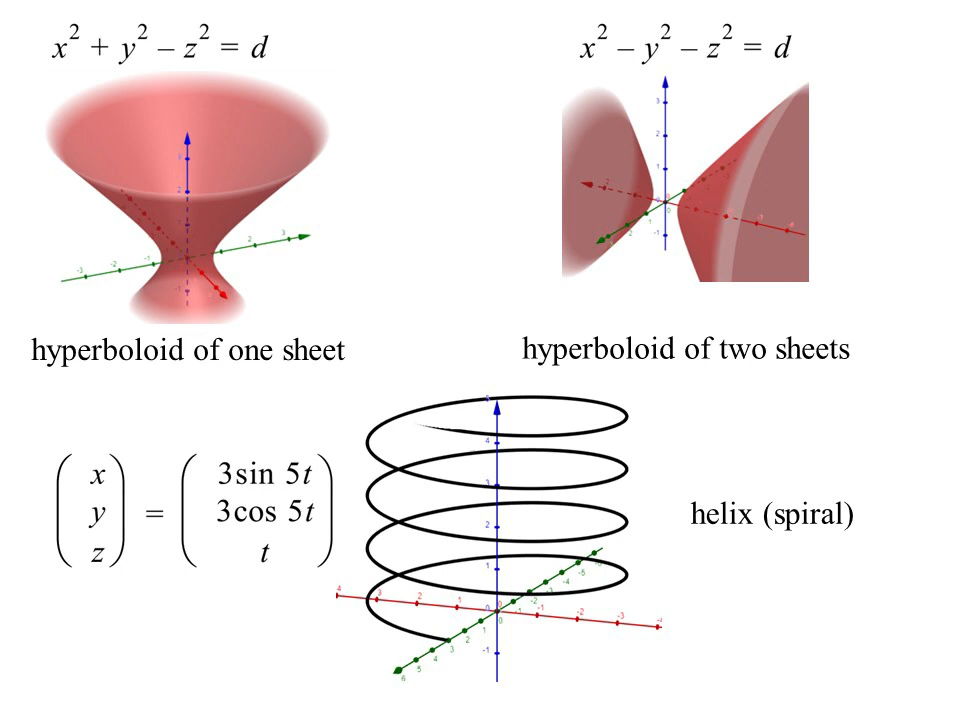 x² + y² – z² = d
x² – y² – z² = d
hyperboloid of one sheet
hyperboloid of two sheets
( x ) = ( 3sin 5t )
( y ) = ( 3cos 5t )
( z ) = ( t )
helix (spiral)